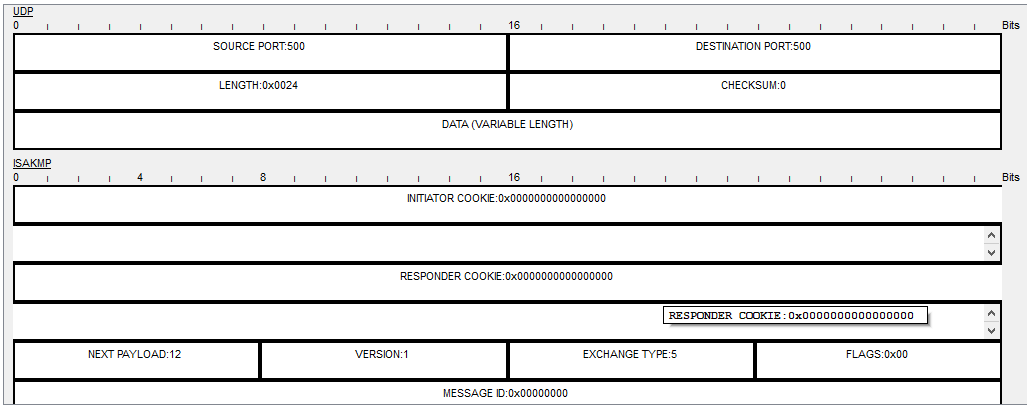 UDP
0 16 Bits
SOURCE PORT:500 DESTINATION PORT:500
LENGTH:0x0024 CHECKSUM:0
DATA (VARIABLE LENGTH)
ISAKMP
0 4 8 16 Bits
INITIATOR COOKIE:0x0000000000000000
RESPONDER COOKIE:0x0000000000000000
RESPONDER COOKIE:0x0000000000000000
NEXT PAYLOAD:12 VERSION:1 EXCHANGE TYPE:5 FLAGS:0x00
MESSAGE ID:0x00000000